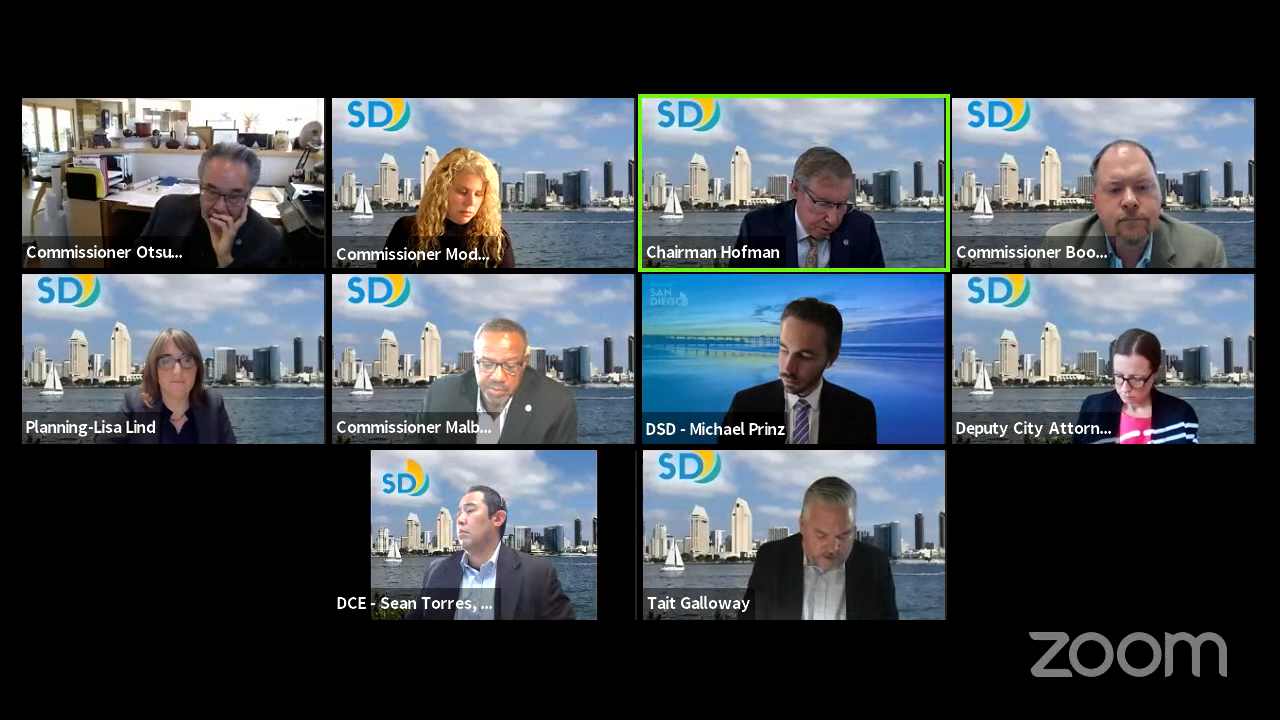 SD
SD
SD
Commissioner Otsu...
Commissioner Mod...
Chairman Hofman
Commissioner Boo...
SD
SD
SAN
DIEGO
SD
Planning-Lisa Lind
Commissioner Malb...
DSD - Michael Prinz
Deputy City Attorn...
SD
SD
DCE - Sean Torres, ...
Tait Galloway
zoom